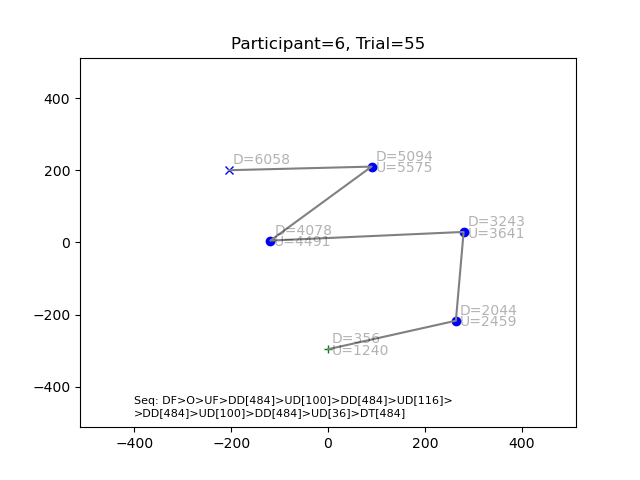 Participant=6, Trial=55
400
200
0
−200
−400
−400
−200
0
200
400
D=6058
D=5094
U=5575
D=4078
U=4491
D=3243
U=3641
D=2044
U=2459
D=356
U=1240
Seq: DF>O>UF>DD[484]>UD[100]>DD[484]>UD[116]>
>DD[484]>UD[100]>DD[484]>UD[36]>DT[484]